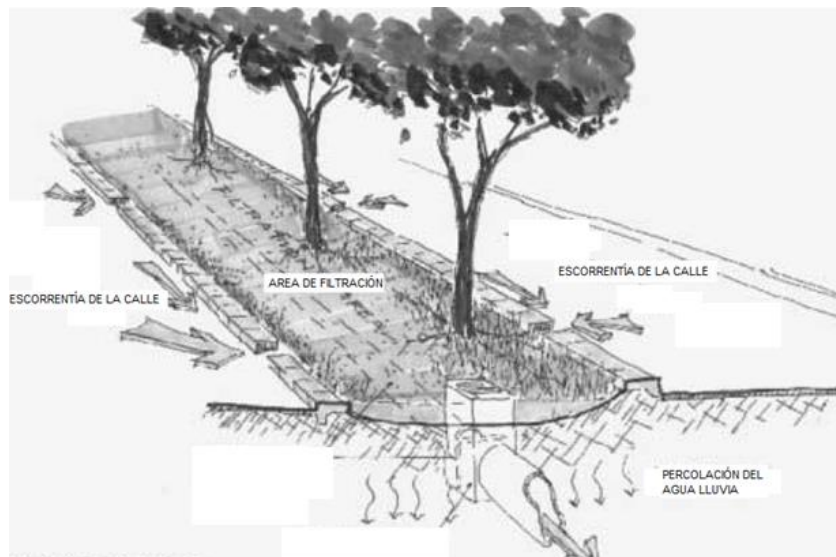 ESCORRENTÍA DE LA CALLE
AREA DE FILTRACIÓN
ESCORRENTÍA DE LA CALLE
PERCOLACIÓN DEL
AGUA LLUVIA